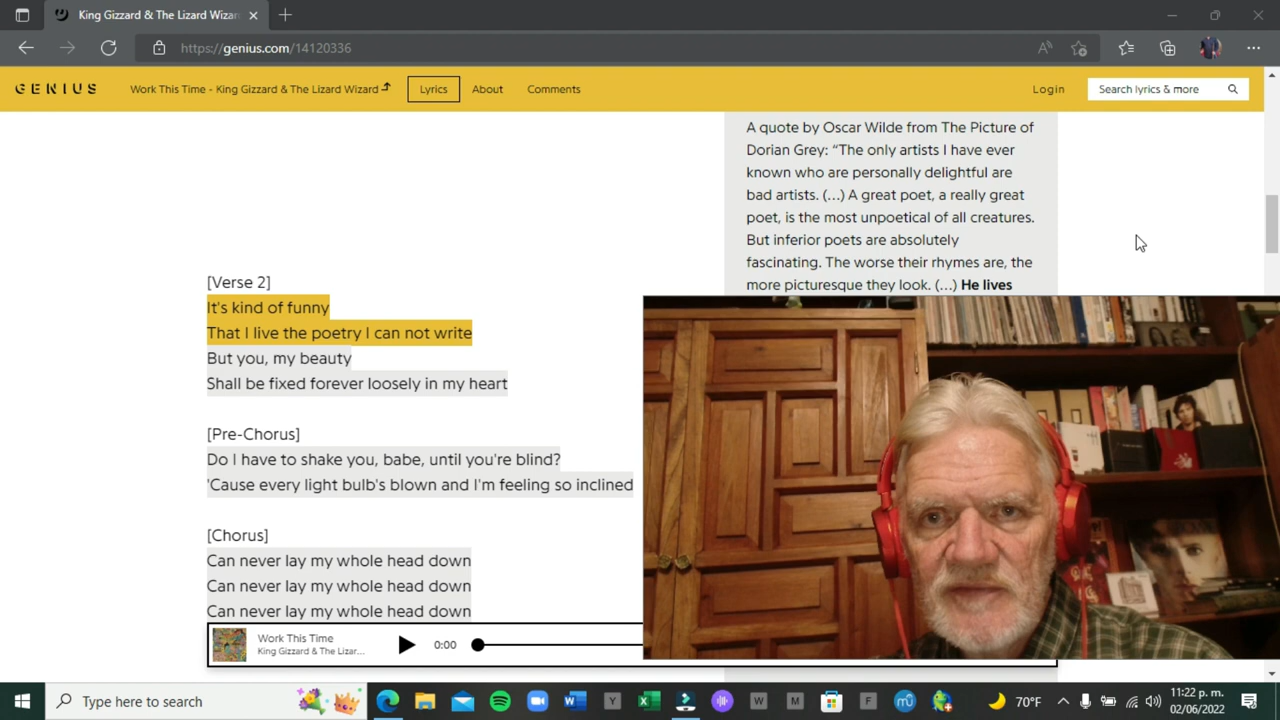 King Gizzard & The Lizard Wizar
https://genius.com/14120336
GENIUS
Work This Time - King Gizzard & The Lizard Wizard
Lyrics
About
Comments
Login
Search lyrics & more
A quote by Oscar Wilde from The Picture of
Dorian Grey: “The only artists I have ever
known who are personally delightful are
bad artists. (…) A great poet, a really great
poet, is the most unpoetical of all creatures.
But inferior poets are absolutely
fascinating. The worse their rhymes are, the
more picturesque they look. (…) He lives
[Verse 2]
It's kind of funny
That I live the poetry I can not write
But you, my beauty
Shall be fixed forever loosely in my heart
[Pre-Chorus]
Do I have to shake you, babe, until you're blind?
'Cause every light bulb's blown and I'm feeling so inclined
[Chorus]
Can never lay my whole head down
Can never lay my whole head down
Can never lay my whole head down
Work This Time
King Gizzard & The Lizar...
0:00
Type here to search
70°F
11:22 p. m.
02/06/2022